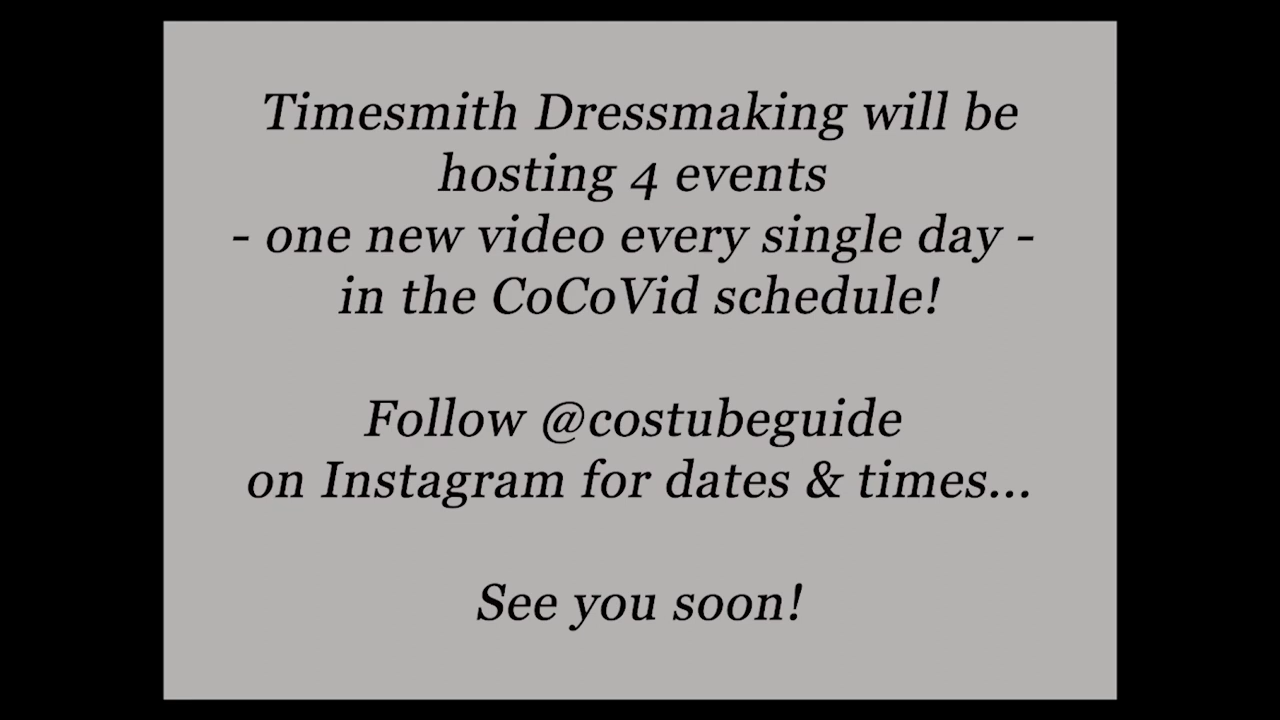 Timesmith Dressmaking will be
hosting 4 events
- one new video every single day -
in the CoCoVid schedule!
Follow @costubeguide
on Instagram for dates & times...
See you soon!